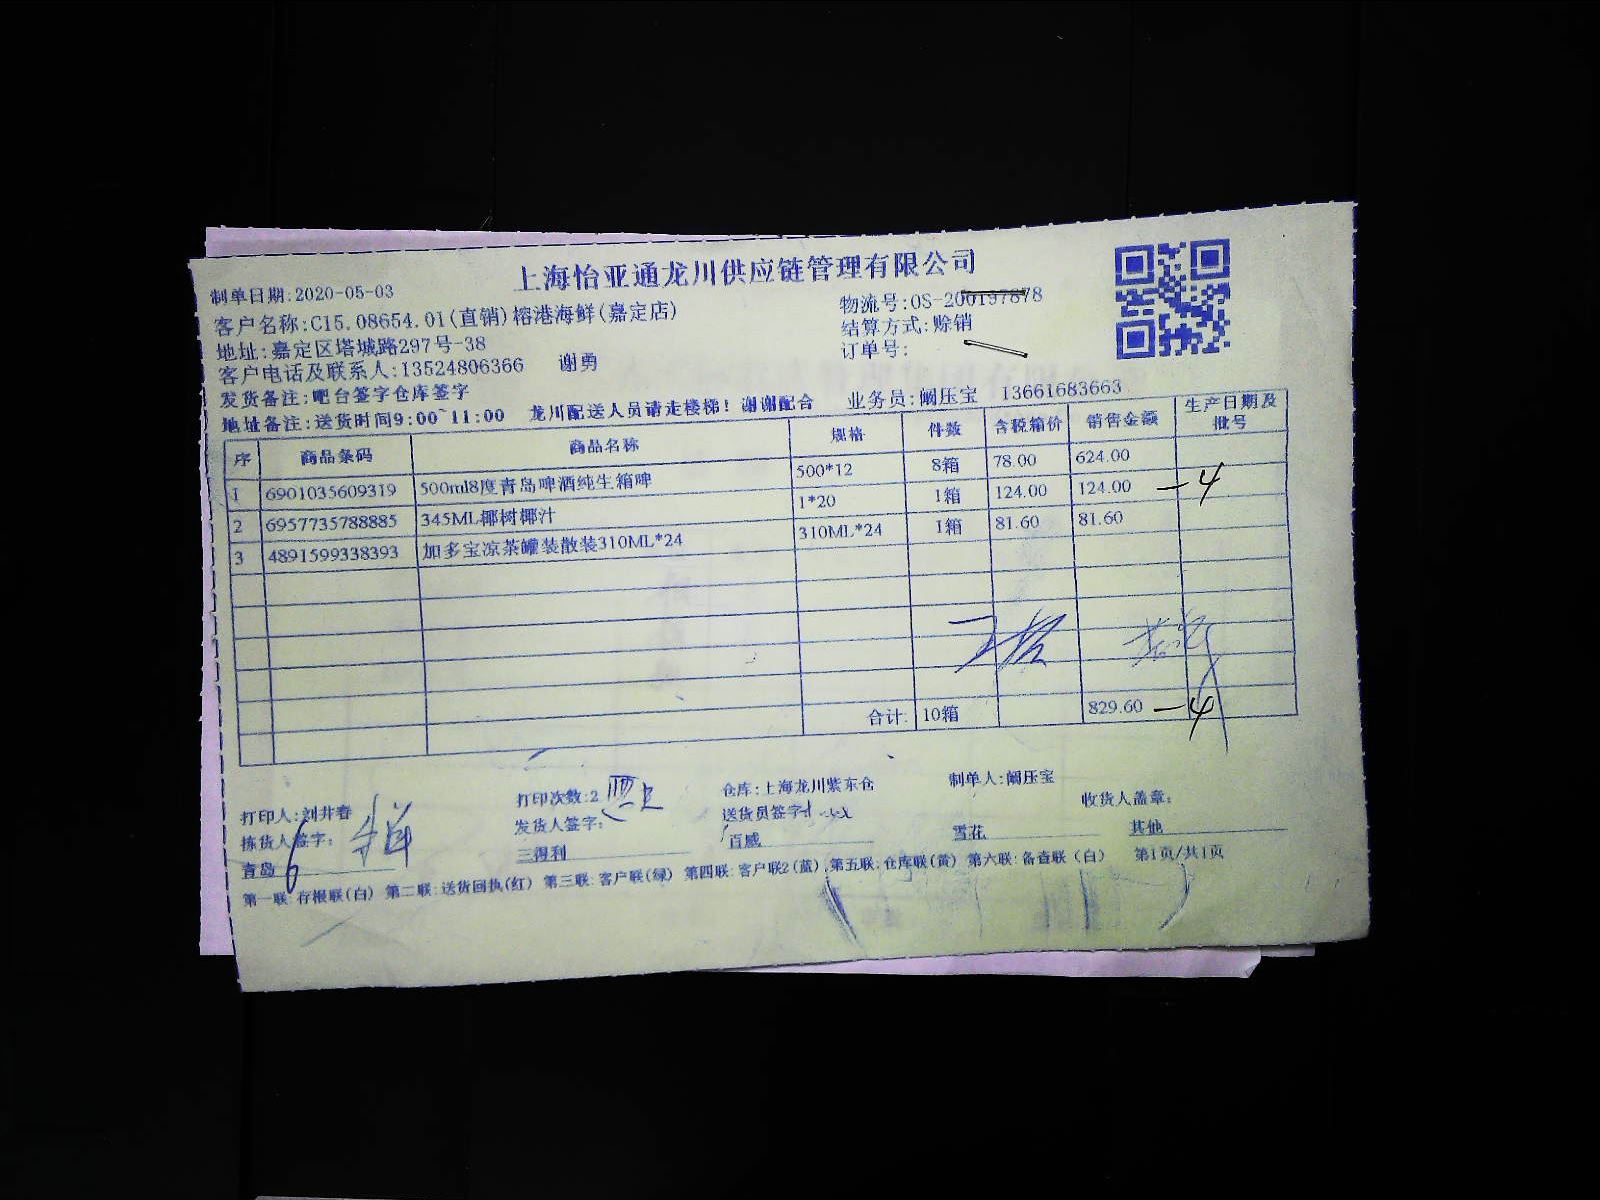 上海怡亚通龙川供应链管理有限公司
制单日期:2020-05-03
物流号:OS-200197878
客户名称:C15.08654.01(直销)榕港海鲜(嘉定店)
结算方式:赊销
地址:嘉定区塔城路297号-38
订单号:
客户电话及联系人:13524806366 谢勇
发货备注:吧台签字仓库签字
业务员:阚压宝 13661683663
地址备注:送货时间9:00~11:00 龙川配送人员请走楼梯!谢谢配合
序 商品条码 商品名称 规格 件数 含税箱价 销售金额 生产日期及批号
1 6901035609319 500ml8度青岛啤酒纯生箱啤 500*12 8箱 78.00 624.00
2 6957735788885 345ML椰树椰汁 1*20 1箱 124.00 124.00 -4
3 4891599338393 加多宝凉茶罐装散装310ML*24 310ML*24 1箱 81.60 81.60
合计: 10箱 829.60 -4
打印人:刘井春 打印次数:2 仓库:上海龙川紫东仓 制单人:阚压宝
拣货人签字: 发货人签字: 送货员签字: 收货人盖章:
青岛 6 三得利 百威 雪花 其他
第一联:存根联(白) 第二联:送货回执(红) 第三联:客户联(绿) 第四联:客户联2(蓝) 第五联:仓库联(黄) 第六联:备查联(白) 第1页/共1页